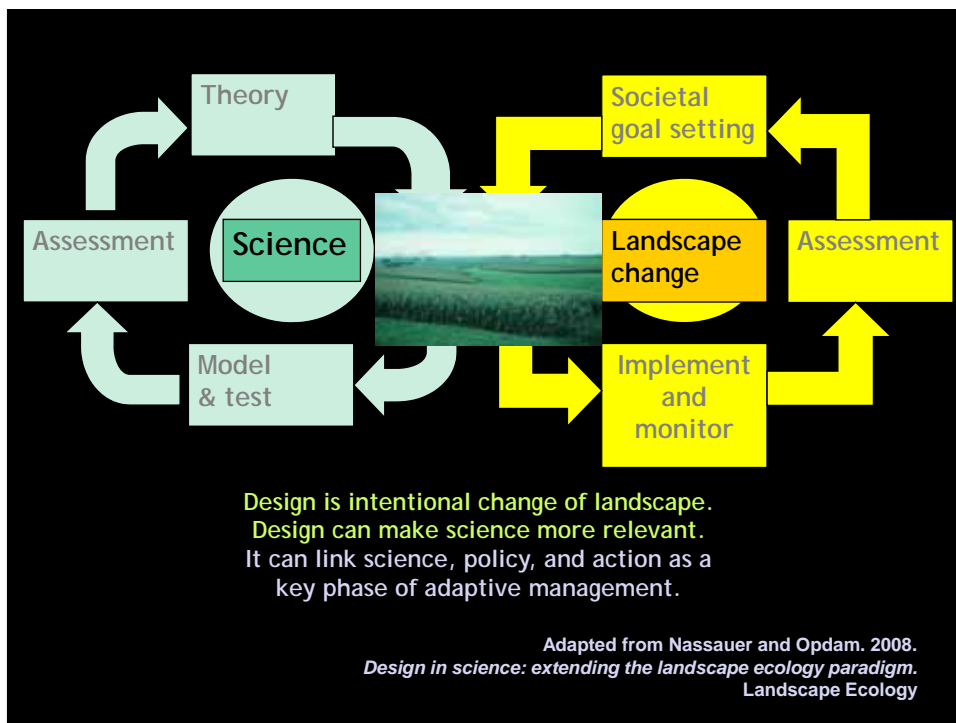 Theory
Societal
goal setting
Assessment
Science
Landscape
change
Assessment
Model
& test
Implement
and
monitor
Design is intentional change of landscape.
Design can make science more relevant.
It can link science, policy, and action as a
key phase of adaptive management.
Adapted from Nassauer and Opdam. 2008.
Design in science: extending the landscape ecology paradigm.
Landscape Ecology